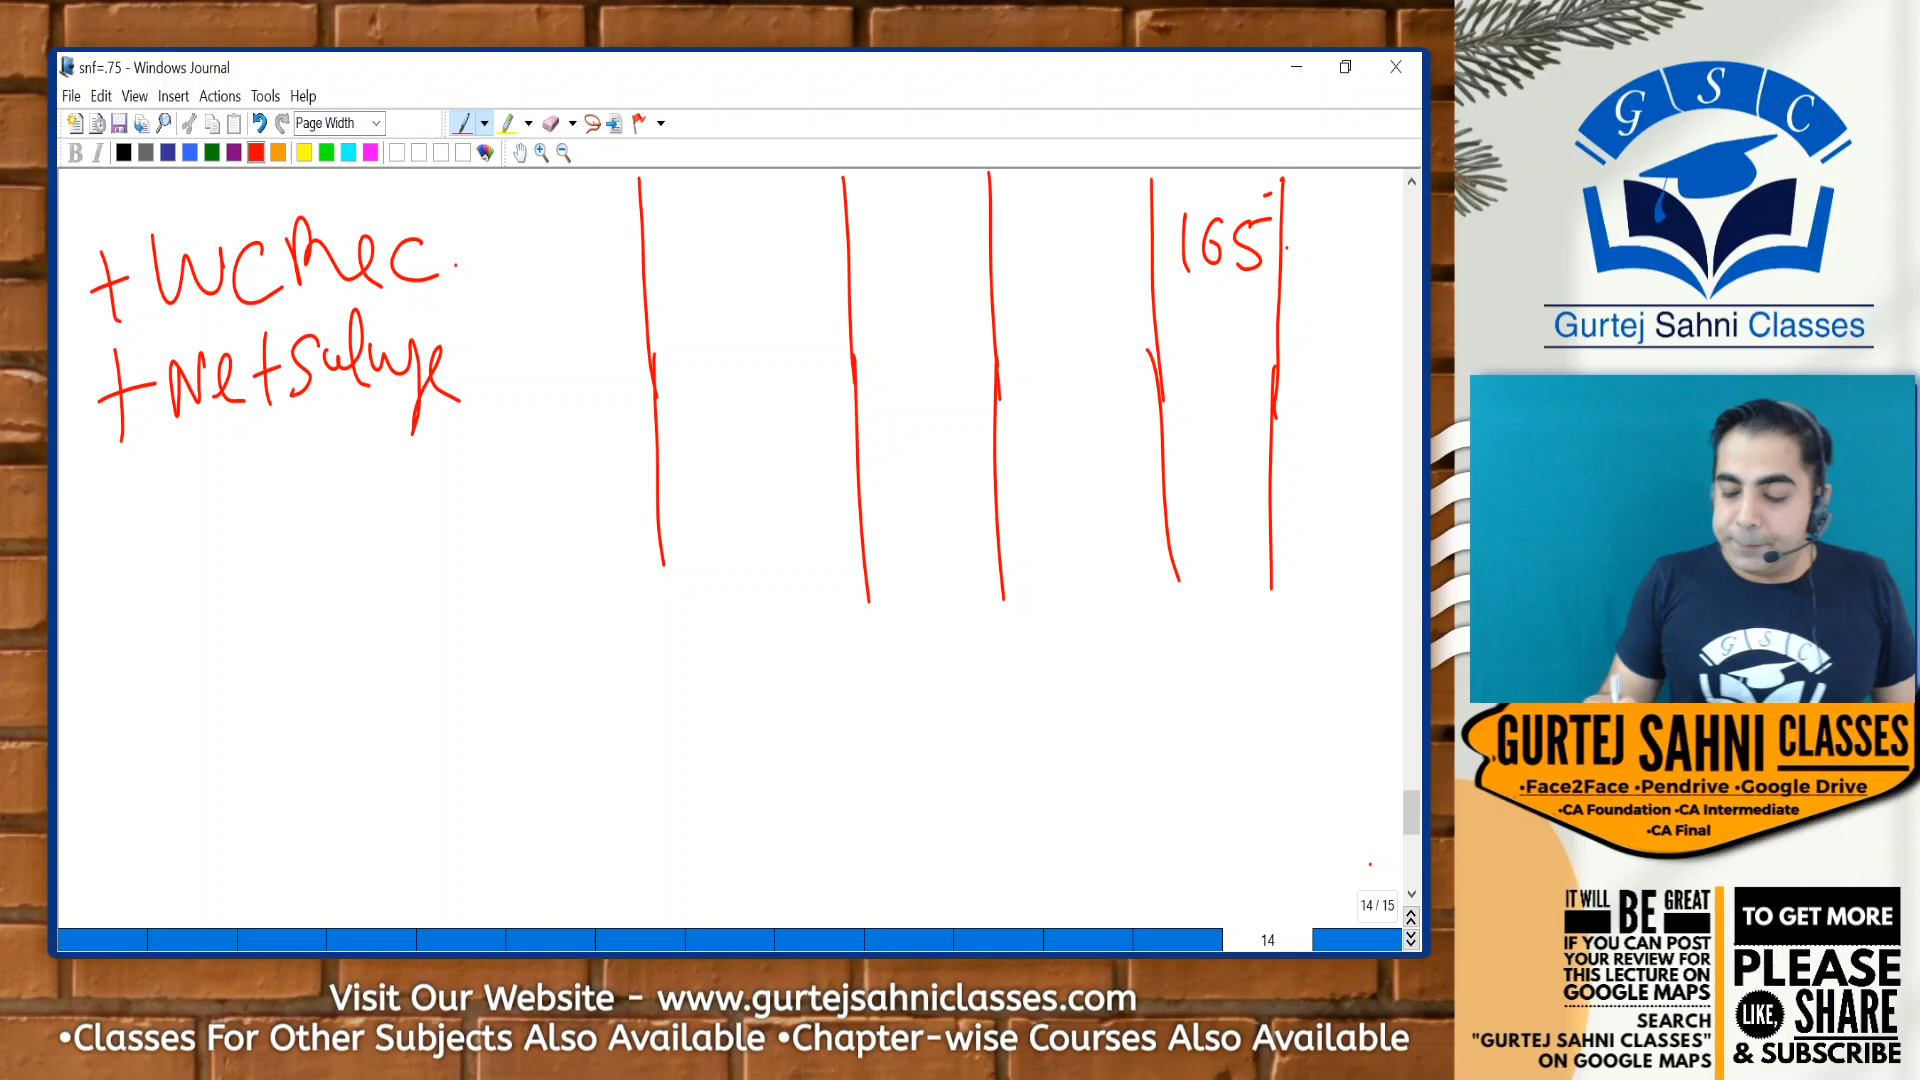 snf=.75 - Windows Journal
File Edit View Insert Actions Tools Help
Page Width
B I
165
+ WC Rec.
+ Net Salvage
14 / 15
14
G S C
Gurtej Sahni Classes
G S C
GURTEJ SAHNI CLASSES
•Face2Face •Pendrive •Google Drive
•CA Foundation •CA Intermediate
•CA Final
IT WILL BE GREAT
IF YOU CAN POST
YOUR REVIEW FOR
THIS LECTURE ON
GOOGLE MAPS
SEARCH
"GURTEJ SAHNI CLASSES"
ON GOOGLE MAPS
TO GET MORE
PLEASE
LIKE, SHARE
& SUBSCRIBE
Visit Our Website - www.gurtejsahniclasses.com
•Classes For Other Subjects Also Available •Chapter-wise Courses Also Available